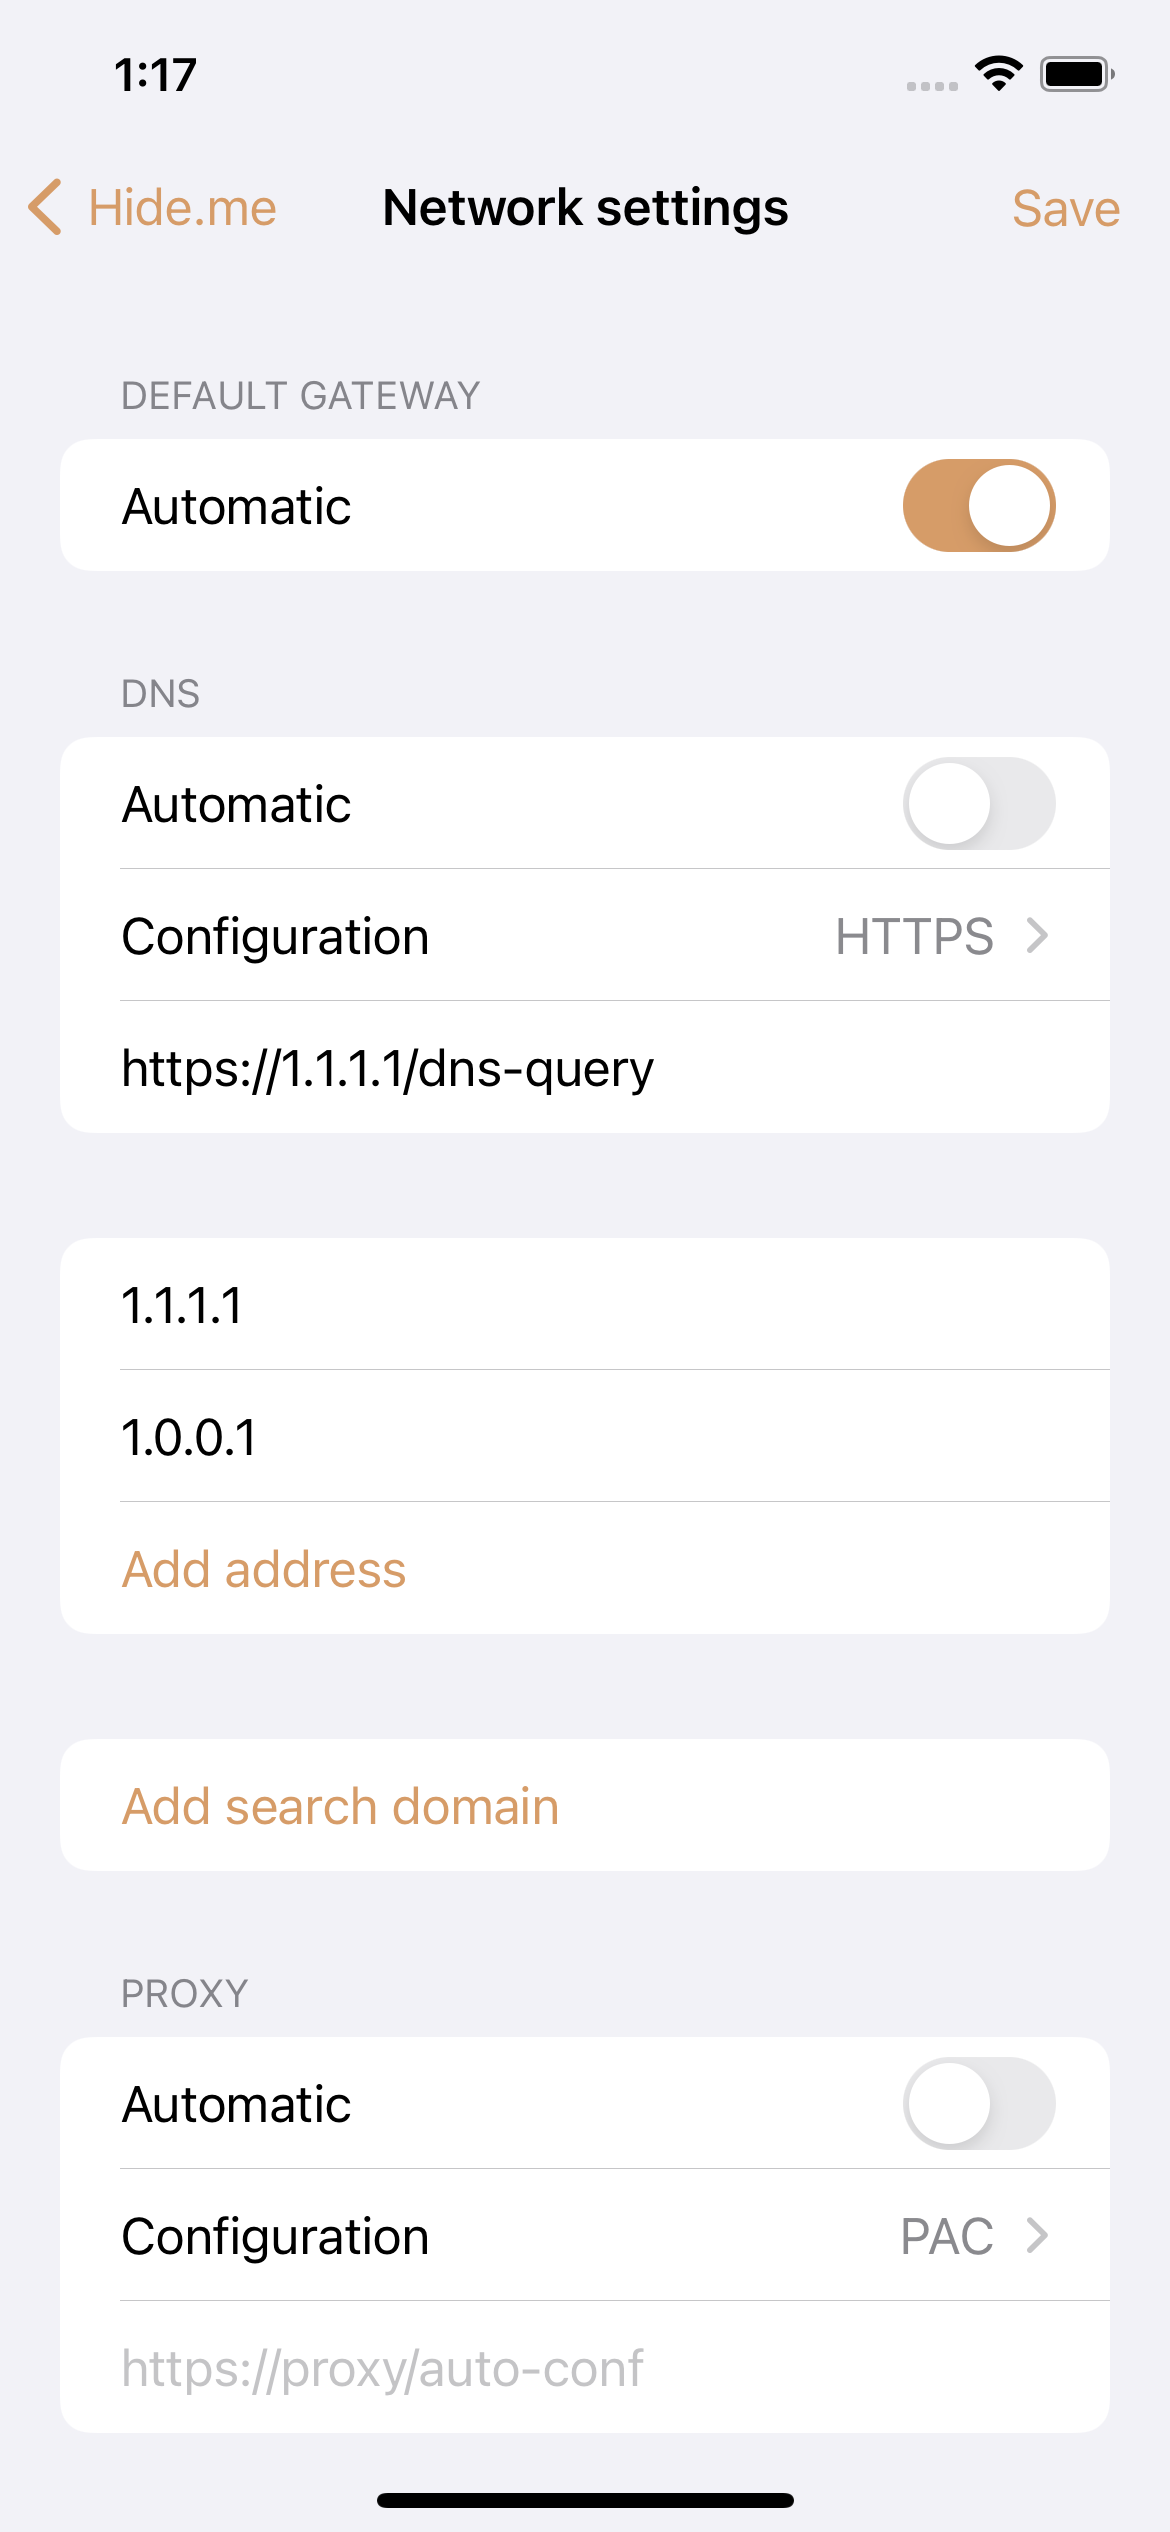 1:17
Hide.me
Network settings
Save
DEFAULT GATEWAY
Automatic
DNS
Automatic
Configuration HTTPS
https://1.1.1.1/dns-query
1.1.1.1
1.0.0.1
Add address
Add search domain
PROXY
Automatic
Configuration PAC
https://proxy/auto-conf